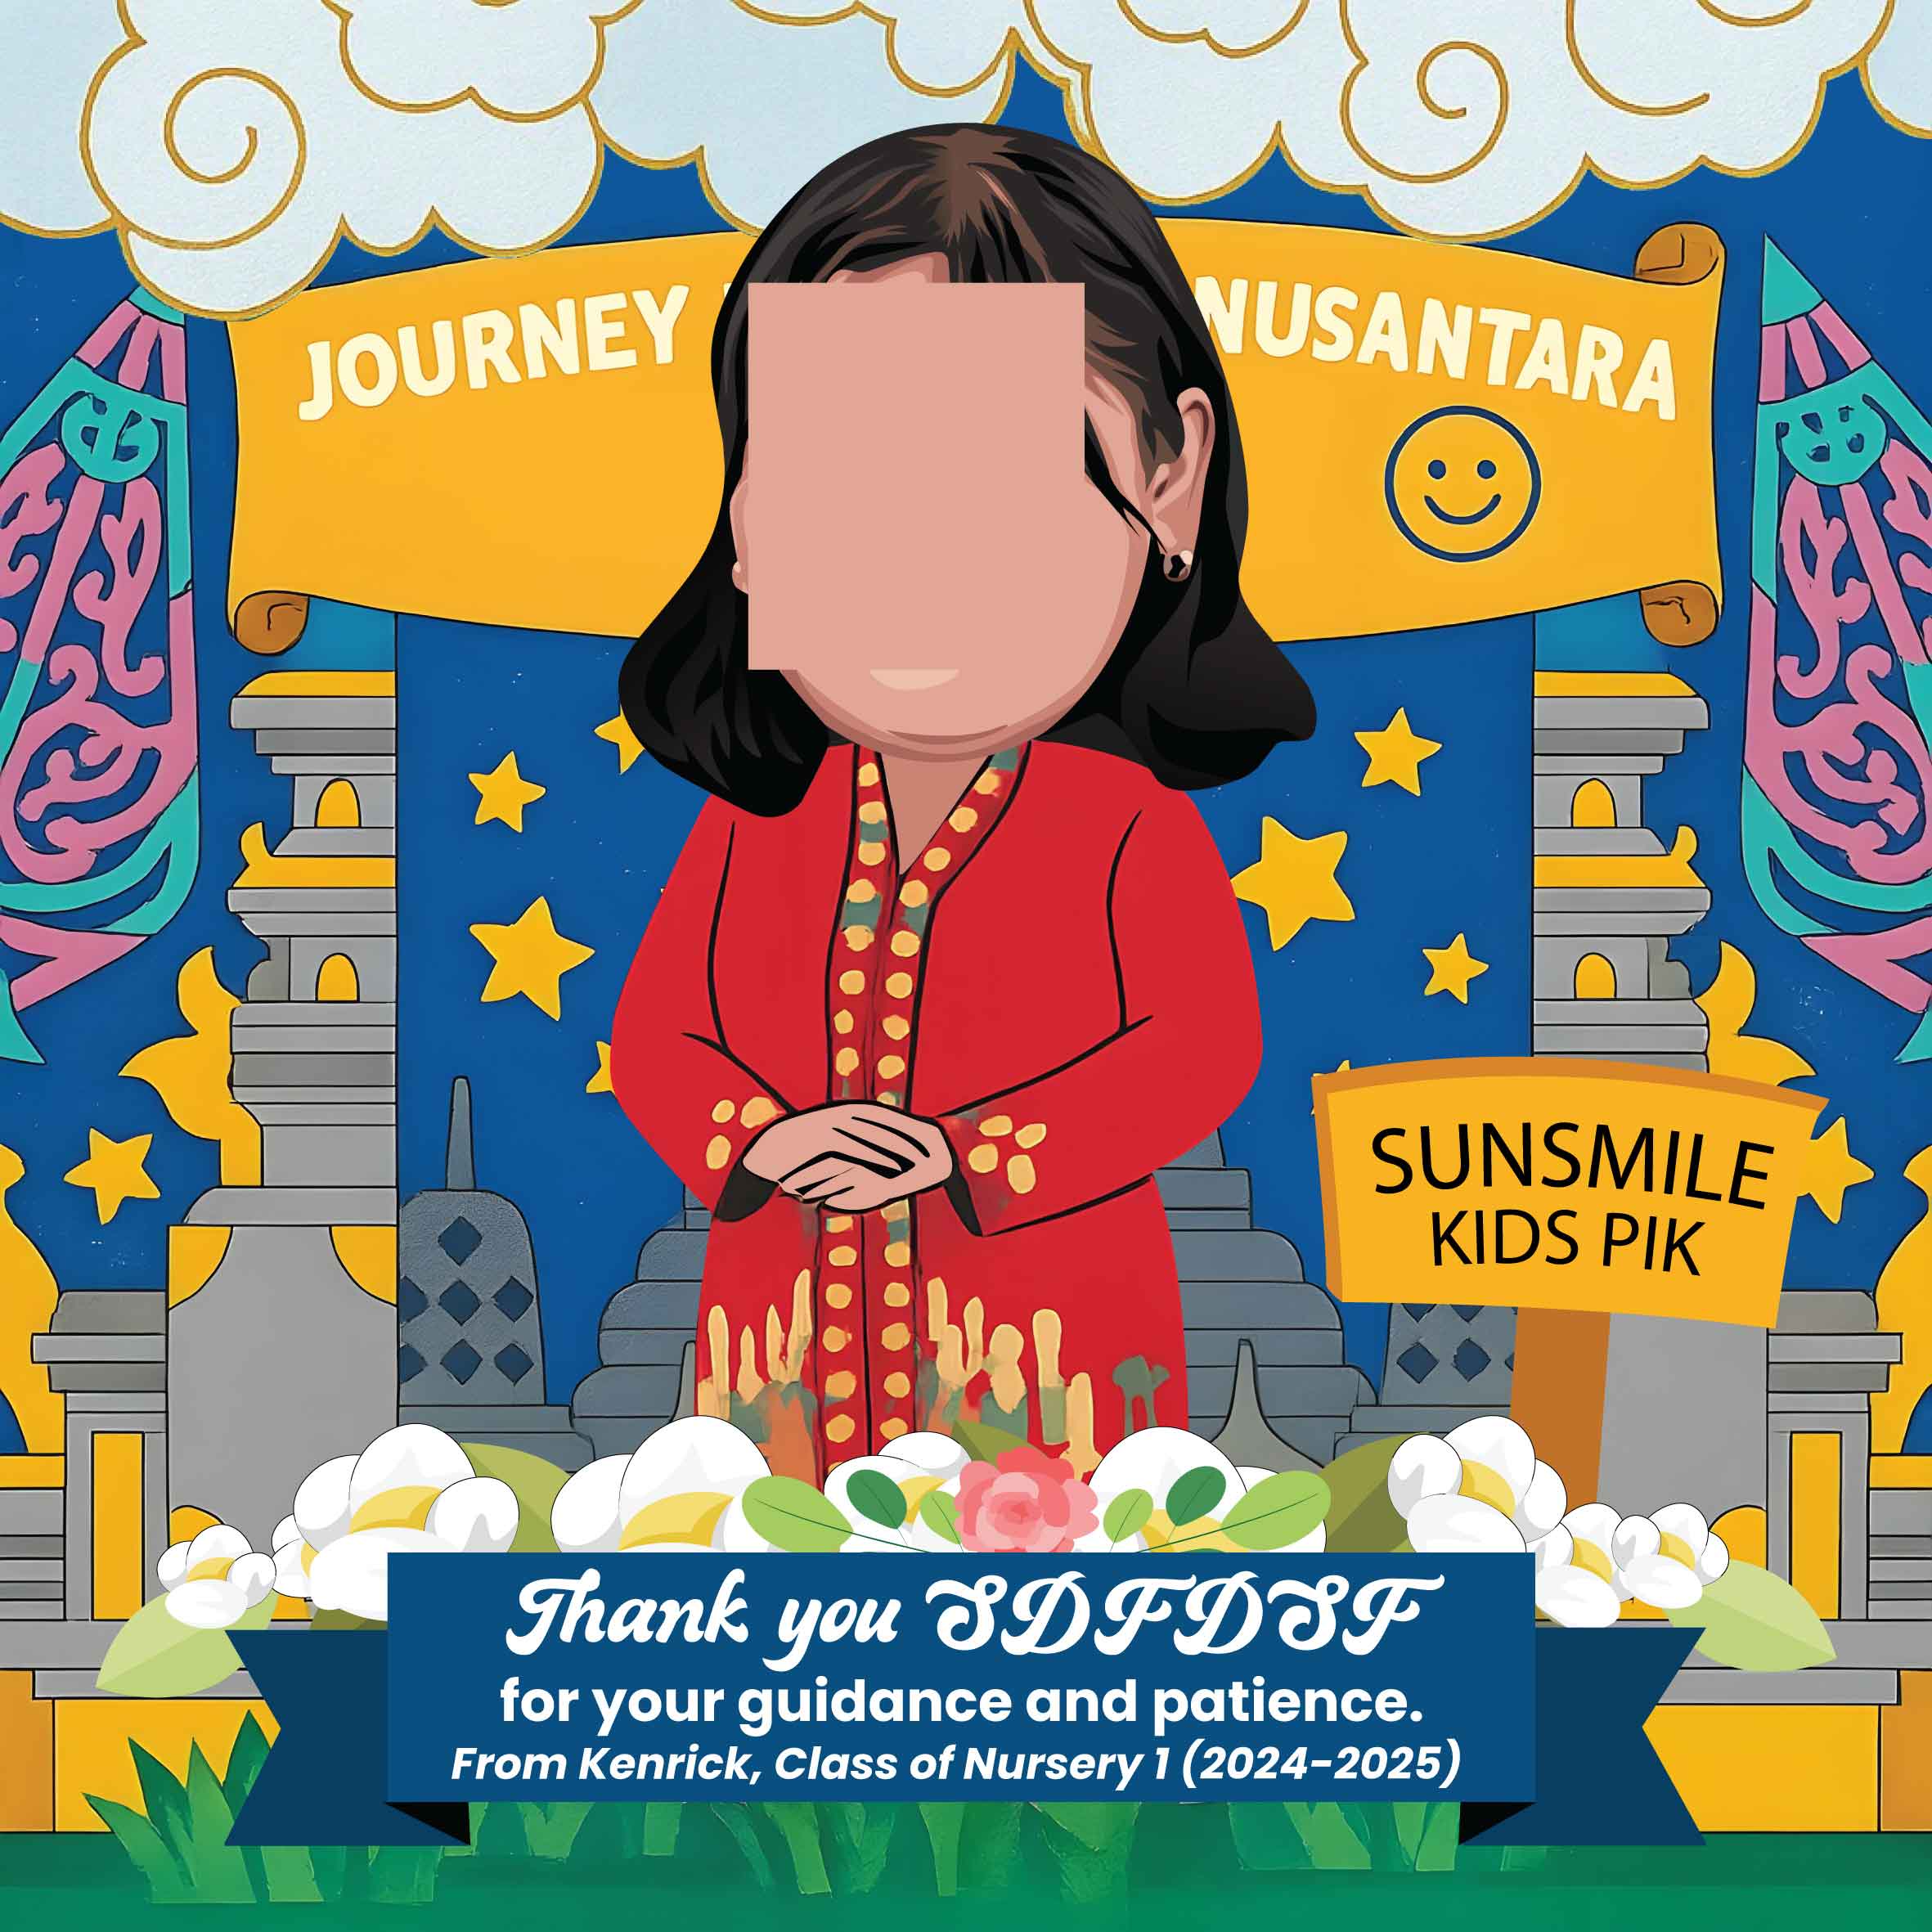 JOURNEY NUSANTARA
SUNSMILE
KIDS PIK
Thank you SDFDSF
for your guidance and patience.
From Kenrick, Class of Nursery 1 (2024-2025)